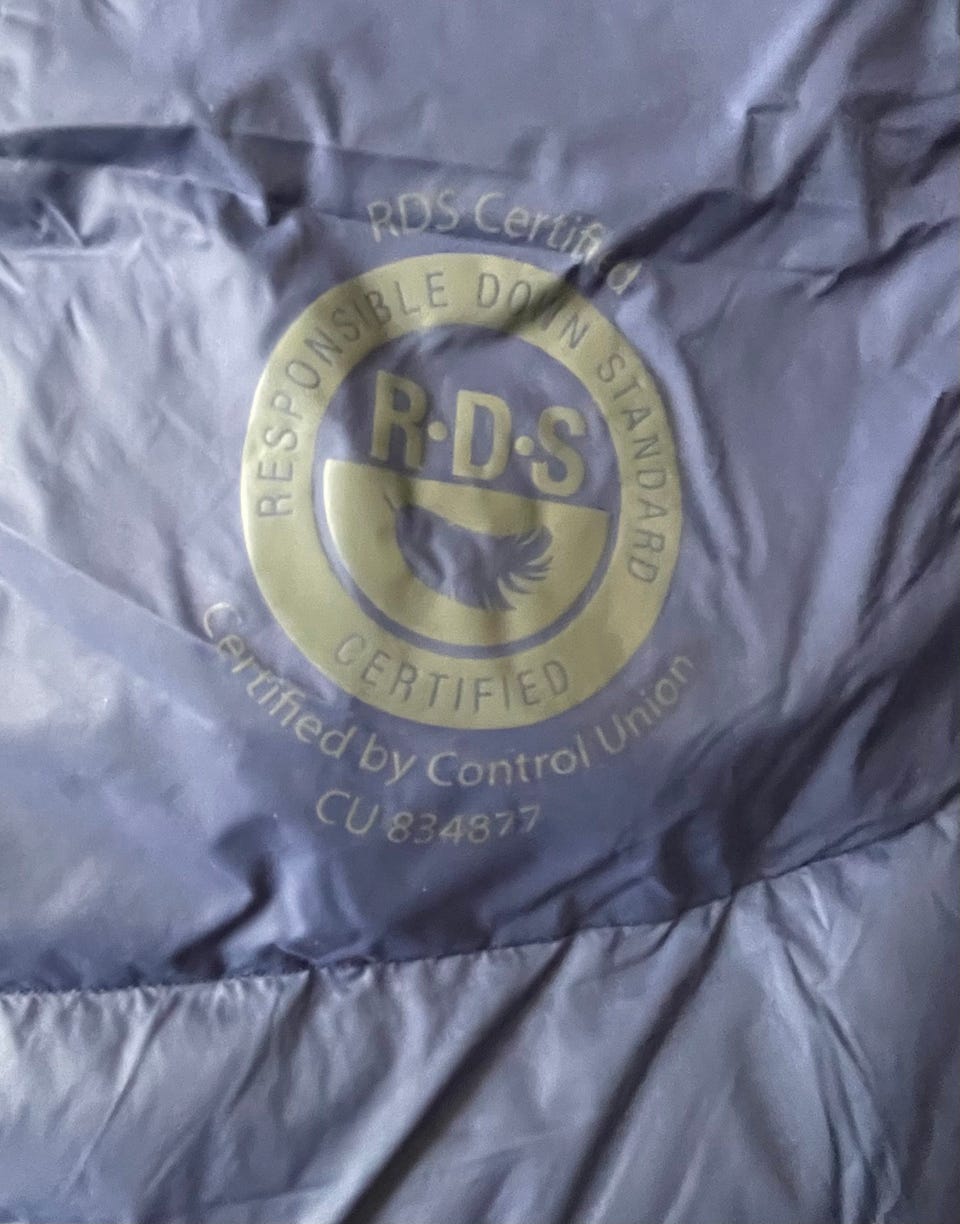 RDS Certified
RESPONSIBLE DOWN STANDARD
R·D·S
CERTIFIED
Certified by Control Union
CU 834877